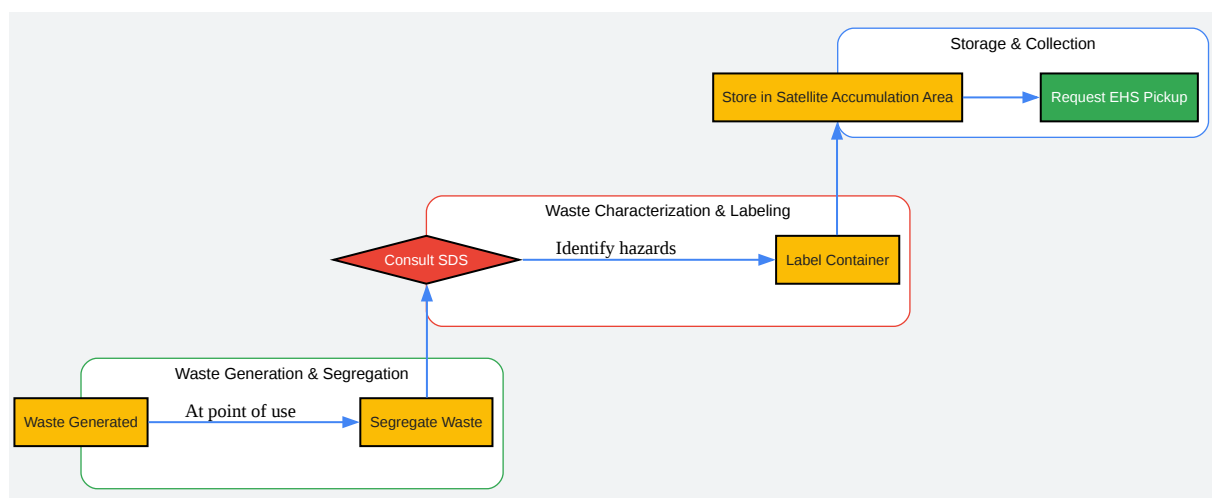 Storage & Collection
Store in Satellite Accumulation Area
Request EHS Pickup
Waste Characterization & Labeling
Identify hazards
Consult SDS
Label Container
Waste Generation & Segregation
At point of use
Waste Generated
Segregate Waste